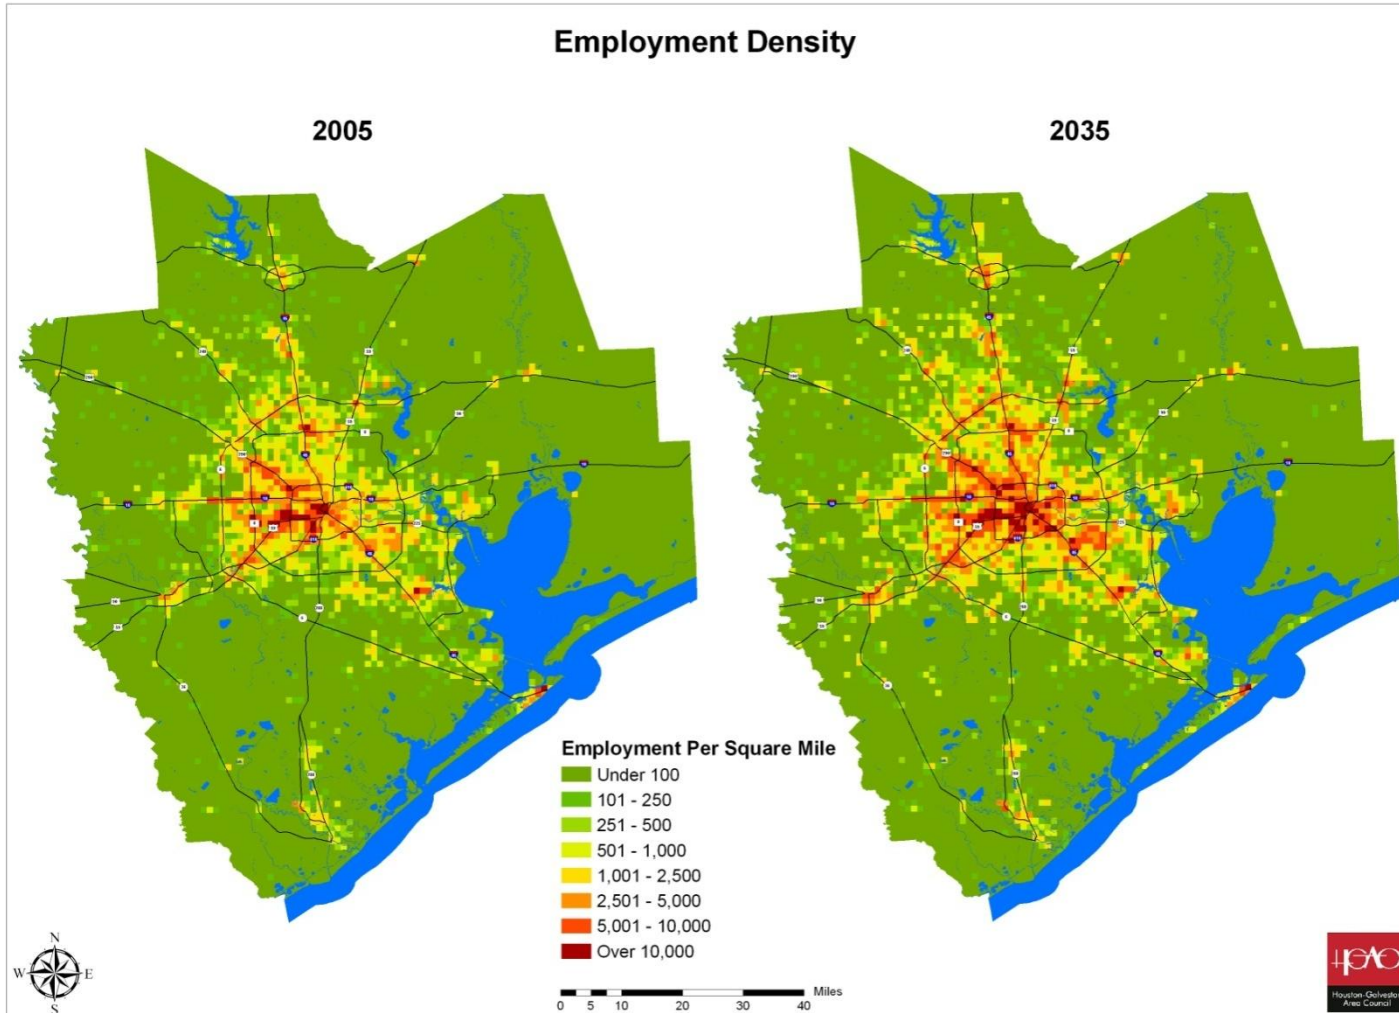 Employment Density
2005
2035
Employment Per Square Mile
Under 100
101 - 250
251 - 500
501 - 1,000
1,001 - 2,500
2,501 - 5,000
5,001 - 10,000
Over 10,000
0 5 10 20 30 40 Miles
N
W E
S
Houston-Galveston
Area Council